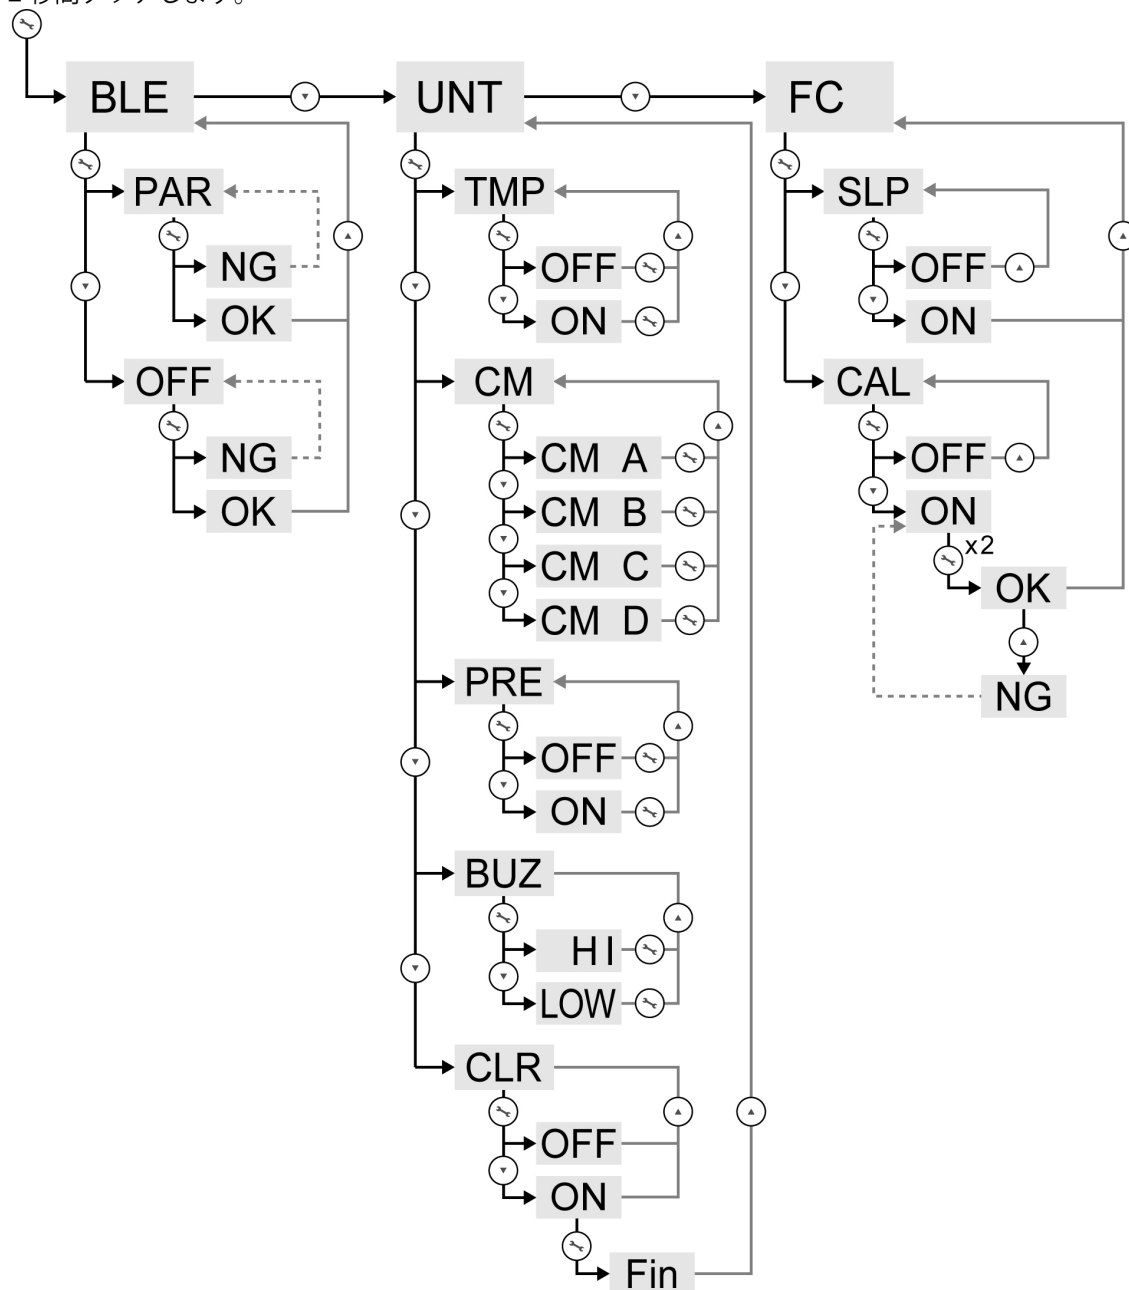 BLE
PAR
NG
OK
OFF
NG
OK
UNT
TMP
OFF
ON
CM
CM A
CM B
CM C
CM D
PRE
OFF
ON
BUZ
HI
LOW
CLR
OFF
ON
Fin
FC
SLP
OFF
ON
CAL
OFF
ON
x2
OK
NG